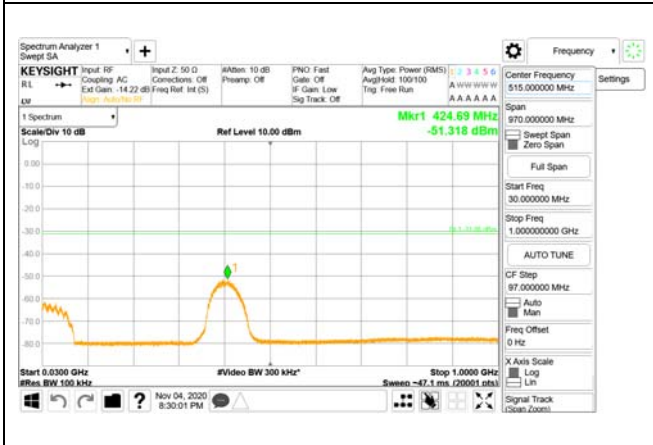 Spectrum Analyzer 1
Swept SA
Frequency
KEYSIGHT
Input: RF
Coupling: AC
Ext Gain: -14.22 dB
Align: Auto/No RF
Input Z: 50 Ω
Corrections: Off
Freq Ref: Int (S)
#Atten: 10 dB
Preamp: Off
PNO: Fast
Gate: Off
IF Gain: Low
Sig Track: Off
Avg Type: Power (RMS)
Avg|Hold: 100/100
Trig: Free Run
1 2 3 4 5 6
A W W W W W
A A A A A A
RL
1 Spectrum
Scale/Div 10 dB
Log
Ref Level 10.00 dBm
Mkr1 424.69 MHz
-51.318 dBm
0.00
-10.0
-20.0
-30.0
-40.0
-50.0
-60.0
-70.0
-80.0
1
Start 0.0300 GHz
#Res BW 100 kHz
#Video BW 300 kHz*
Stop 1.0000 GHz
Sweep ~47.1 ms (20001 pts)
Nov 04, 2020
8:30:01 PM
Center Frequency
515.000000 MHz
Settings
Span
970.000000 MHz
Swept Span
Zero Span
Full Span
Start Freq
30.000000 MHz
Stop Freq
1.000000000 GHz
AUTO TUNE
CF Step
97.000000 MHz
Auto
Man
Freq Offset
0 Hz
X Axis Scale
Log
Lin
Signal Track
(Span Zoom)